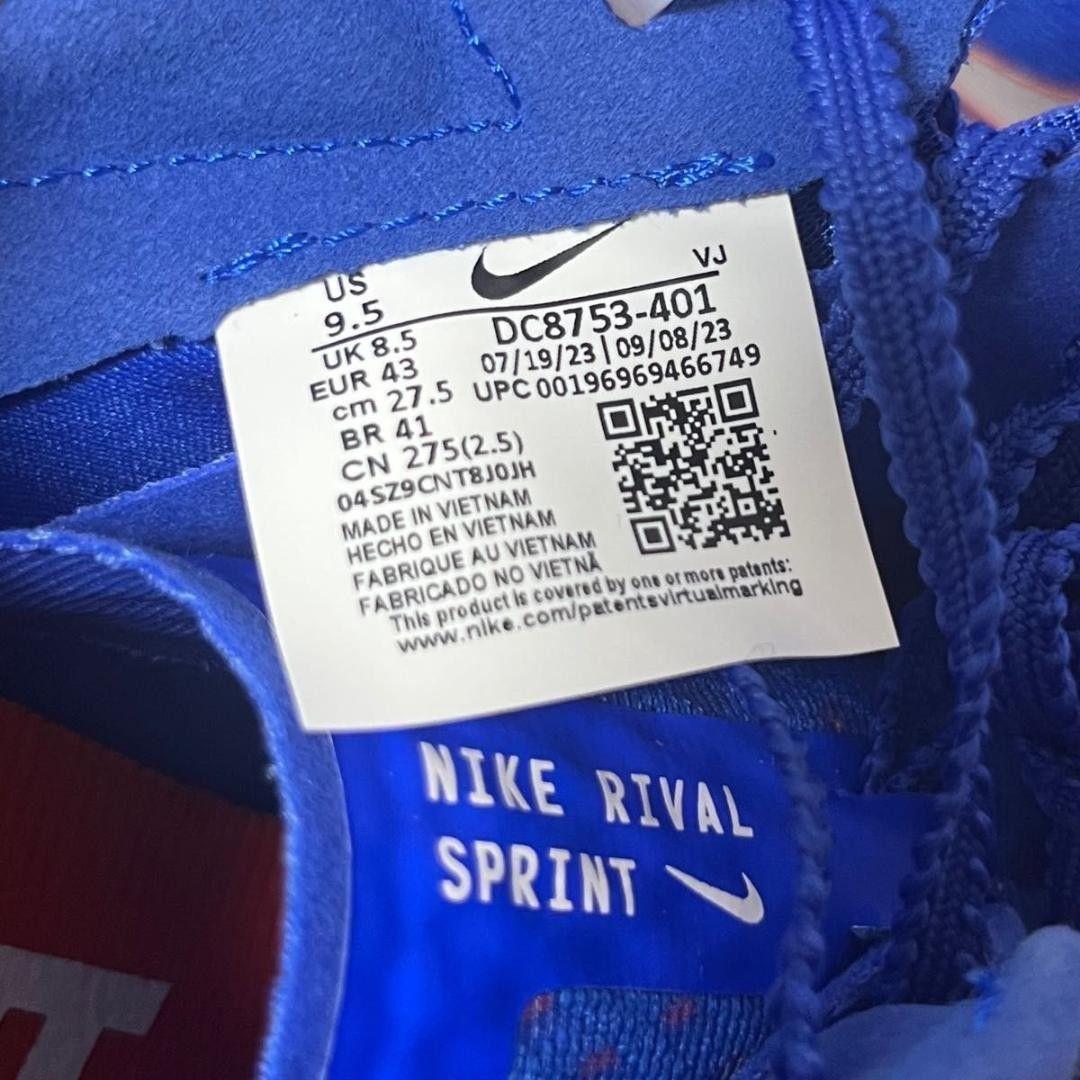 US
9.5
VJ
UK 8.5
DC8753-401
EUR 43
07/19/23 | 09/08/23
cm 27.5
UPC 00196969466749
BR 41
CN 275(2.5)
04SZ9CNT8J0JH
MADE IN VIETNAM
HECHO EN VIETNAM
FABRIQUE AU VIETNAM
FABRICADO NO VIETNÃ
This product is covered by one or more patents:
www.nike.com/patentsvirtualmarking
NIKE RIVAL
SPRINT